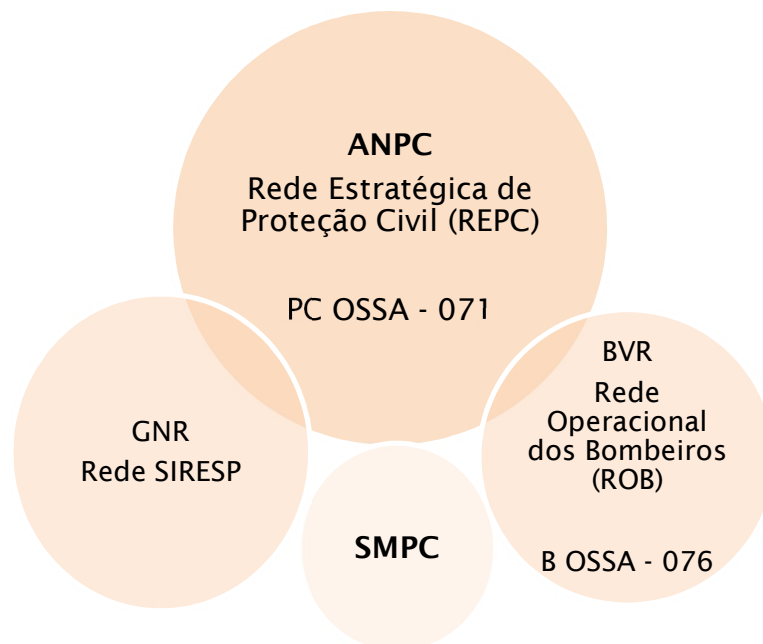 ANPC
Rede Estratégica de
Proteção Civil (REPC)
PC OSSA - 071
GNR
Rede SIRESP
SMPC
BVR
Rede
Operacional
dos Bombeiros
(ROB)
B OSSA - 076